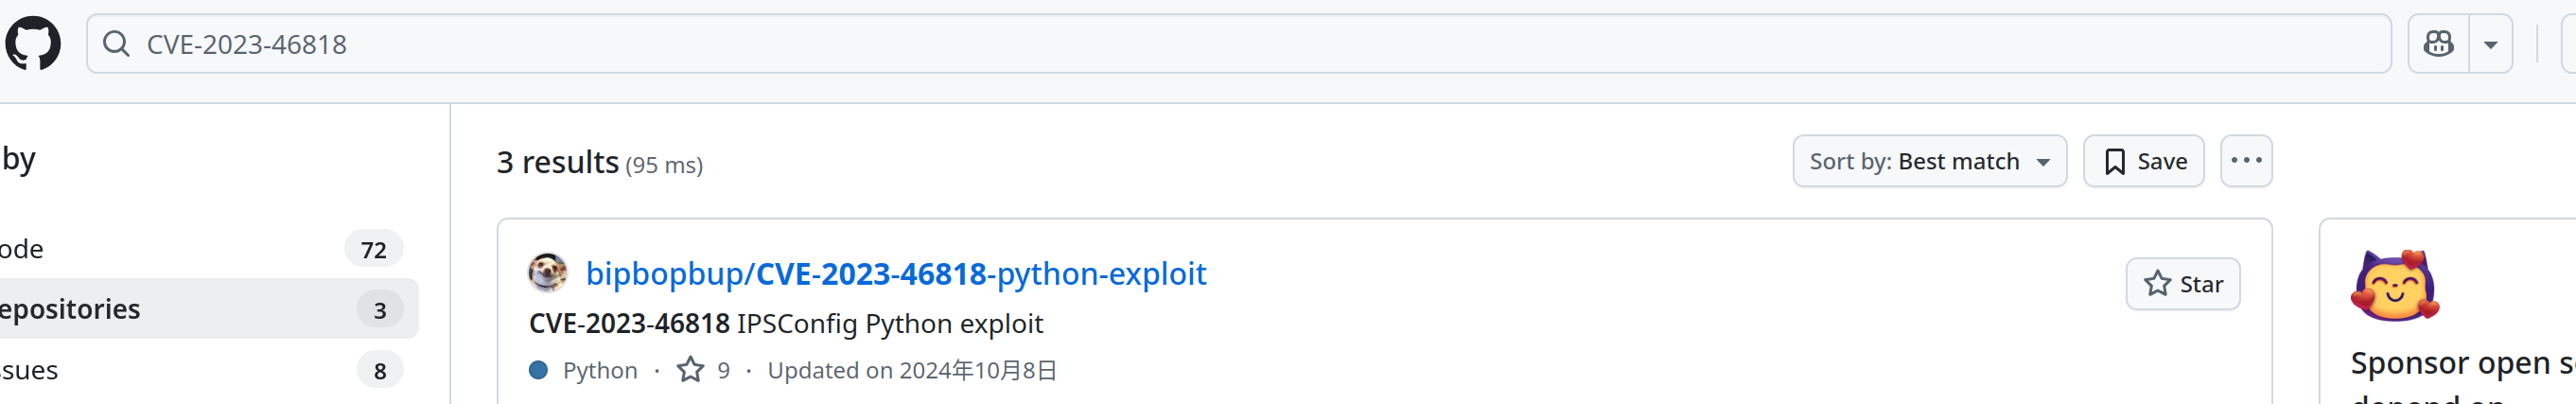 CVE-2023-46818
by
3 results (95 ms)
Sort by: Best match
Save
ode
72
bipbopbup/CVE-2023-46818-python-exploit
Star
epositories
3
CVE-2023-46818 IPSConfig Python exploit
ssues
8
Python · 9 · Updated on 2024年10月8日
Sponsor open s